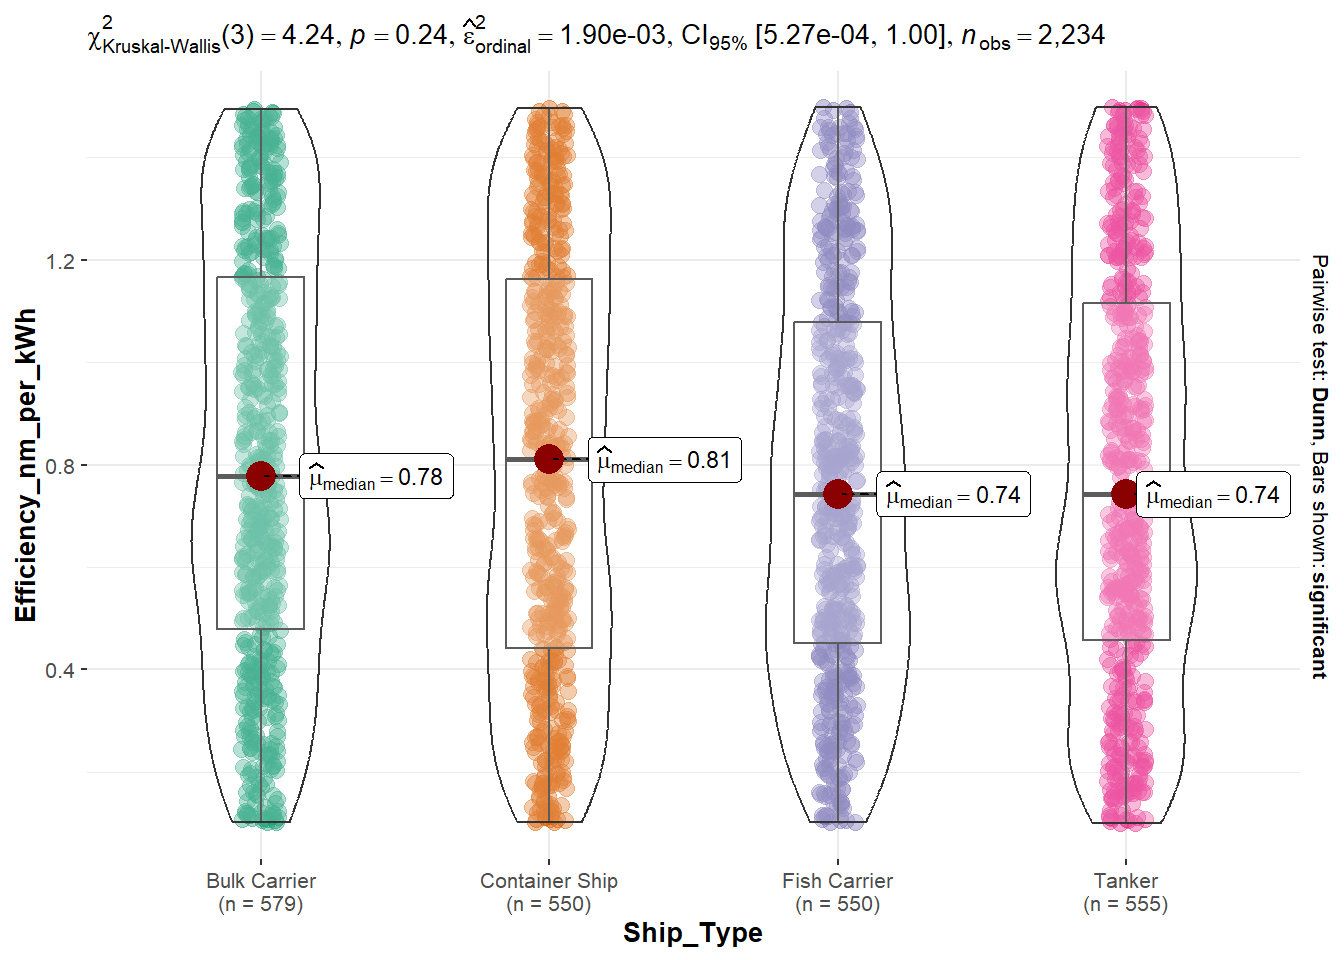 χ²Kruskal-Wallis(3) = 4.24, p = 0.24, ε̂²ordinal = 1.90e-03, CI95% [5.27e-04, 1.00], nobs = 2,234
Efficiency_nm_per_kWh
1.2
0.8
0.4
μ̂median = 0.78
μ̂median = 0.81
μ̂median = 0.74
μ̂median = 0.74
Pairwise test: Dunn, Bars shown: significant
Bulk Carrier
(n = 579)
Container Ship
(n = 550)
Fish Carrier
(n = 550)
Tanker
(n = 555)
Ship_Type